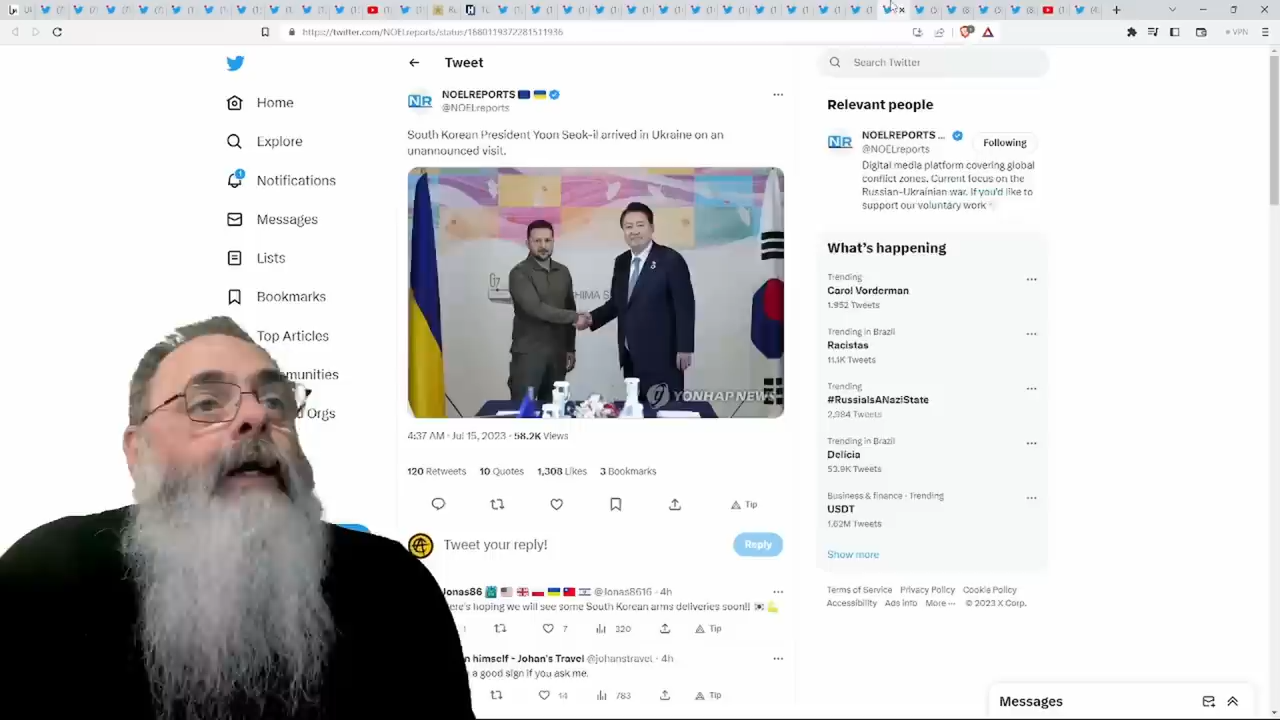 https://twitter.com/NOELreports/status/1680119372281511936
VPN
Home
Explore
Notifications
Messages
Lists
Bookmarks
Top Articles
Orgs
Tweet
NOELREPORTS
@NOELreports
South Korean President Yoon Seok-il arrived in Ukraine on an
unannounced visit.
YONHAP NEWS
4:37 AM · Jul 15, 2023 · 58.2K Views
120 Retweets 10 Quotes 1,308 Likes 3 Bookmarks
Tip
Tweet your reply!
Reply
Jonas86 @Jonas8616 · 4h
here's hoping we will see some South Korean arms deliveries soon!!
7 320 Tip
himself - Johan's Travel @johanstravel · 4h
a good sign if you ask me.
14 783 Tip
Search Twitter
Relevant people
NOELREPORTS ...
@NOELreports
Following
Digital media platform covering global
conflict zones. Current focus on the
Russian-Ukrainian war. If you'd like to
support our voluntary work
What's happening
Trending
Carol Vorderman
1,952 Tweets
Trending in Brazil
Racistas
11.1K Tweets
Trending
#RussiaIsANaziState
2,984 Tweets
Trending in Brazil
Delícia
53.9K Tweets
Business & finance · Trending
USDT
1.62M Tweets
Show more
Terms of Service Privacy Policy Cookie Policy
Accessibility Ads info More ··· © 2023 X Corp.
Messages